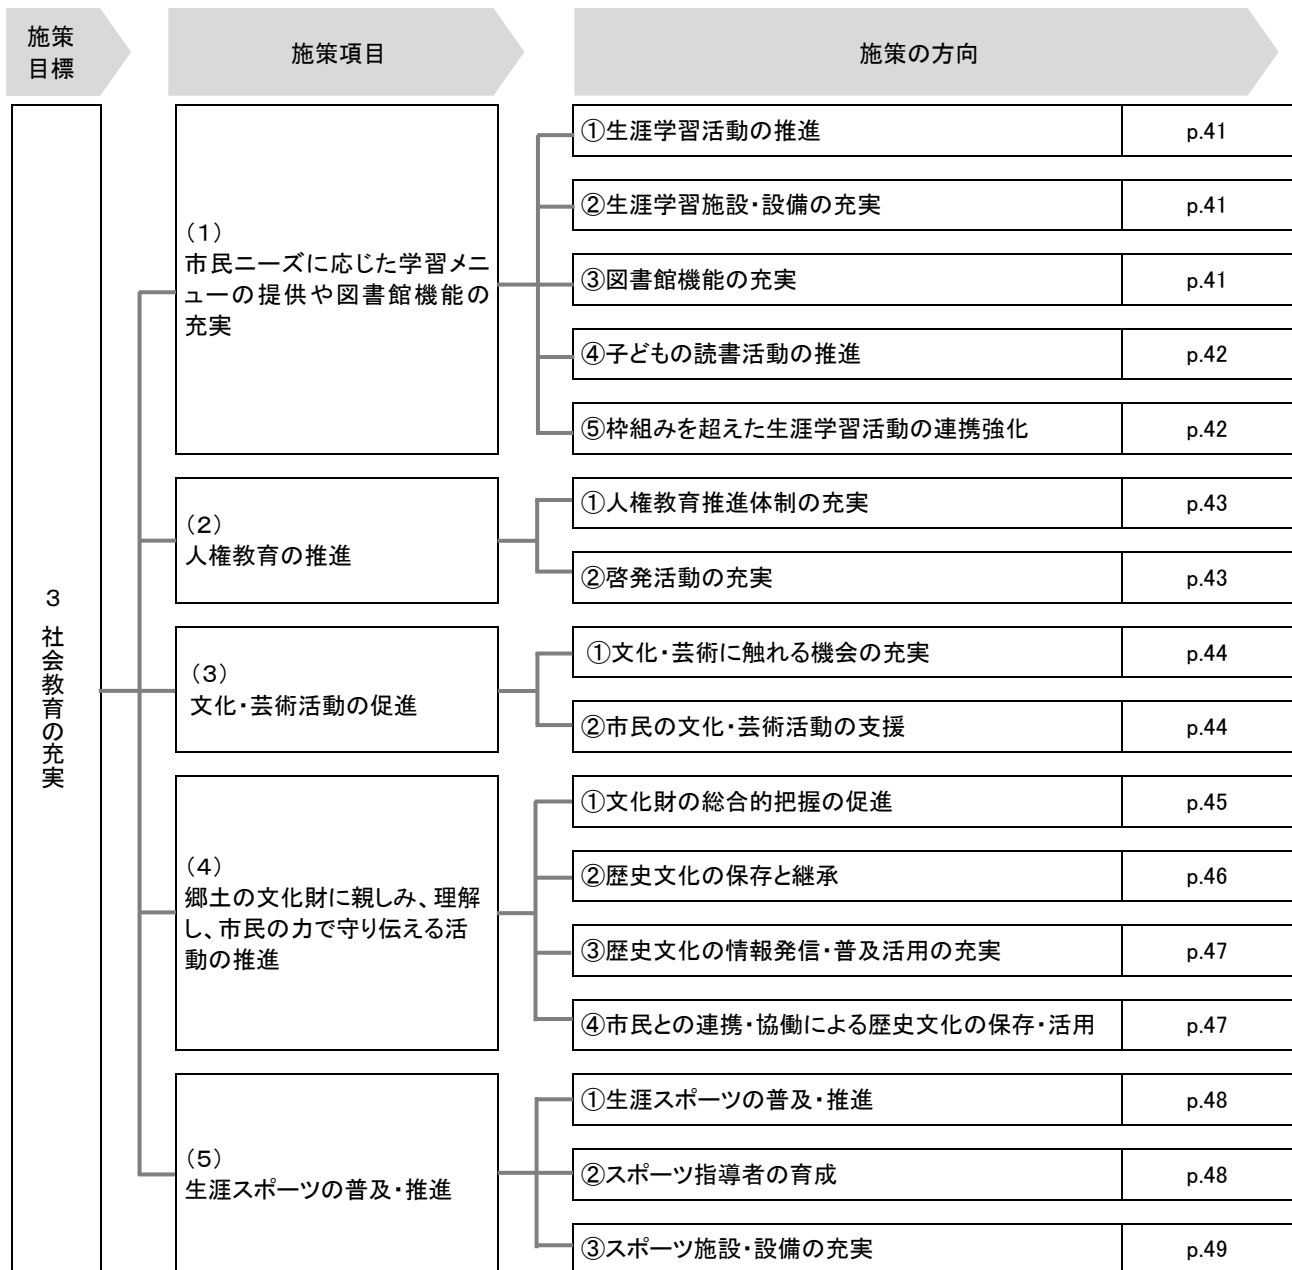 施策
目標
施策項目
施策の方向
3 社会教育の充実
（1）
市民ニーズに応じた学習メニ
ューの提供や図書館機能の
充実
①生涯学習活動の推進 p.41
②生涯学習施設・設備の充実 p.41
③図書館機能の充実 p.41
④子どもの読書活動の推進 p.42
⑤枠組みを超えた生涯学習活動の連携強化 p.42
（2）
人権教育の推進
①人権教育推進体制の充実 p.43
②啓発活動の充実 p.43
（3）
文化・芸術活動の促進
①文化・芸術に触れる機会の充実 p.44
②市民の文化・芸術活動の支援 p.44
（4）
郷土の文化財に親しみ、理解
し、市民の力で守り伝える活
動の推進
①文化財の総合的把握の促進 p.45
②歴史文化の保存と継承 p.46
③歴史文化の情報発信・普及活用の充実 p.47
④市民との連携・協働による歴史文化の保存・活用 p.47
（5）
生涯スポーツの普及・推進
①生涯スポーツの普及・推進 p.48
②スポーツ指導者の育成 p.48
③スポーツ施設・設備の充実 p.49